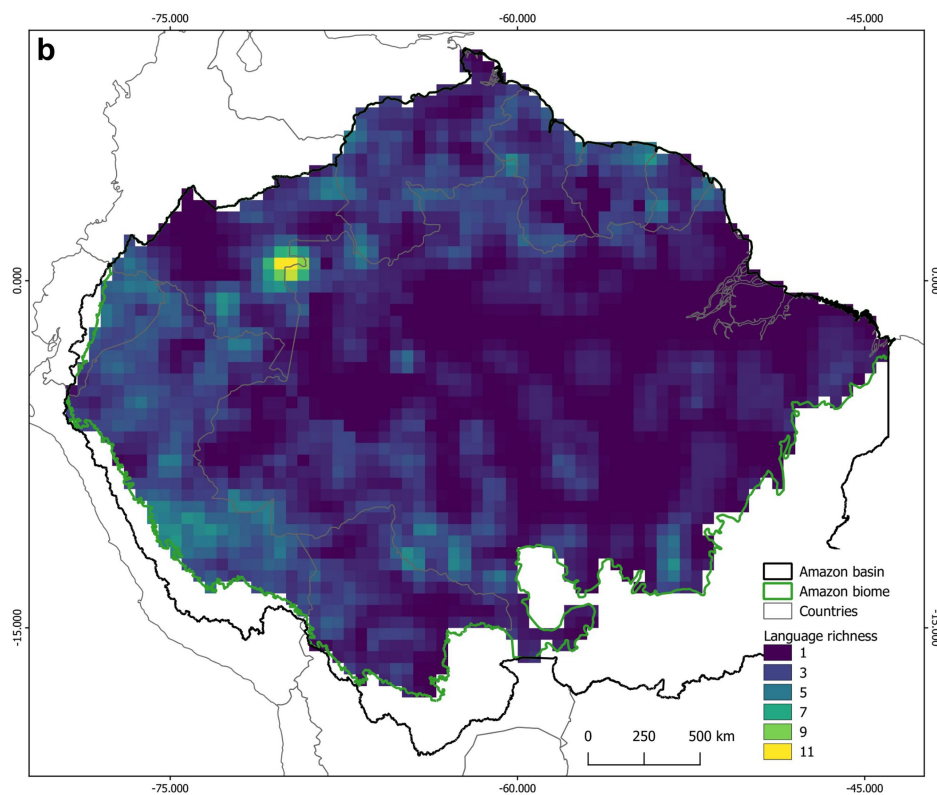 -75.000 -60.000 -45.000
b
0.000 0.000
-15.000 -15.000
Amazon basin
Amazon biome
Countries
Language richness
1
3
5
7
9
11
0 250 500 km
-75.000 -60.000 -45.000